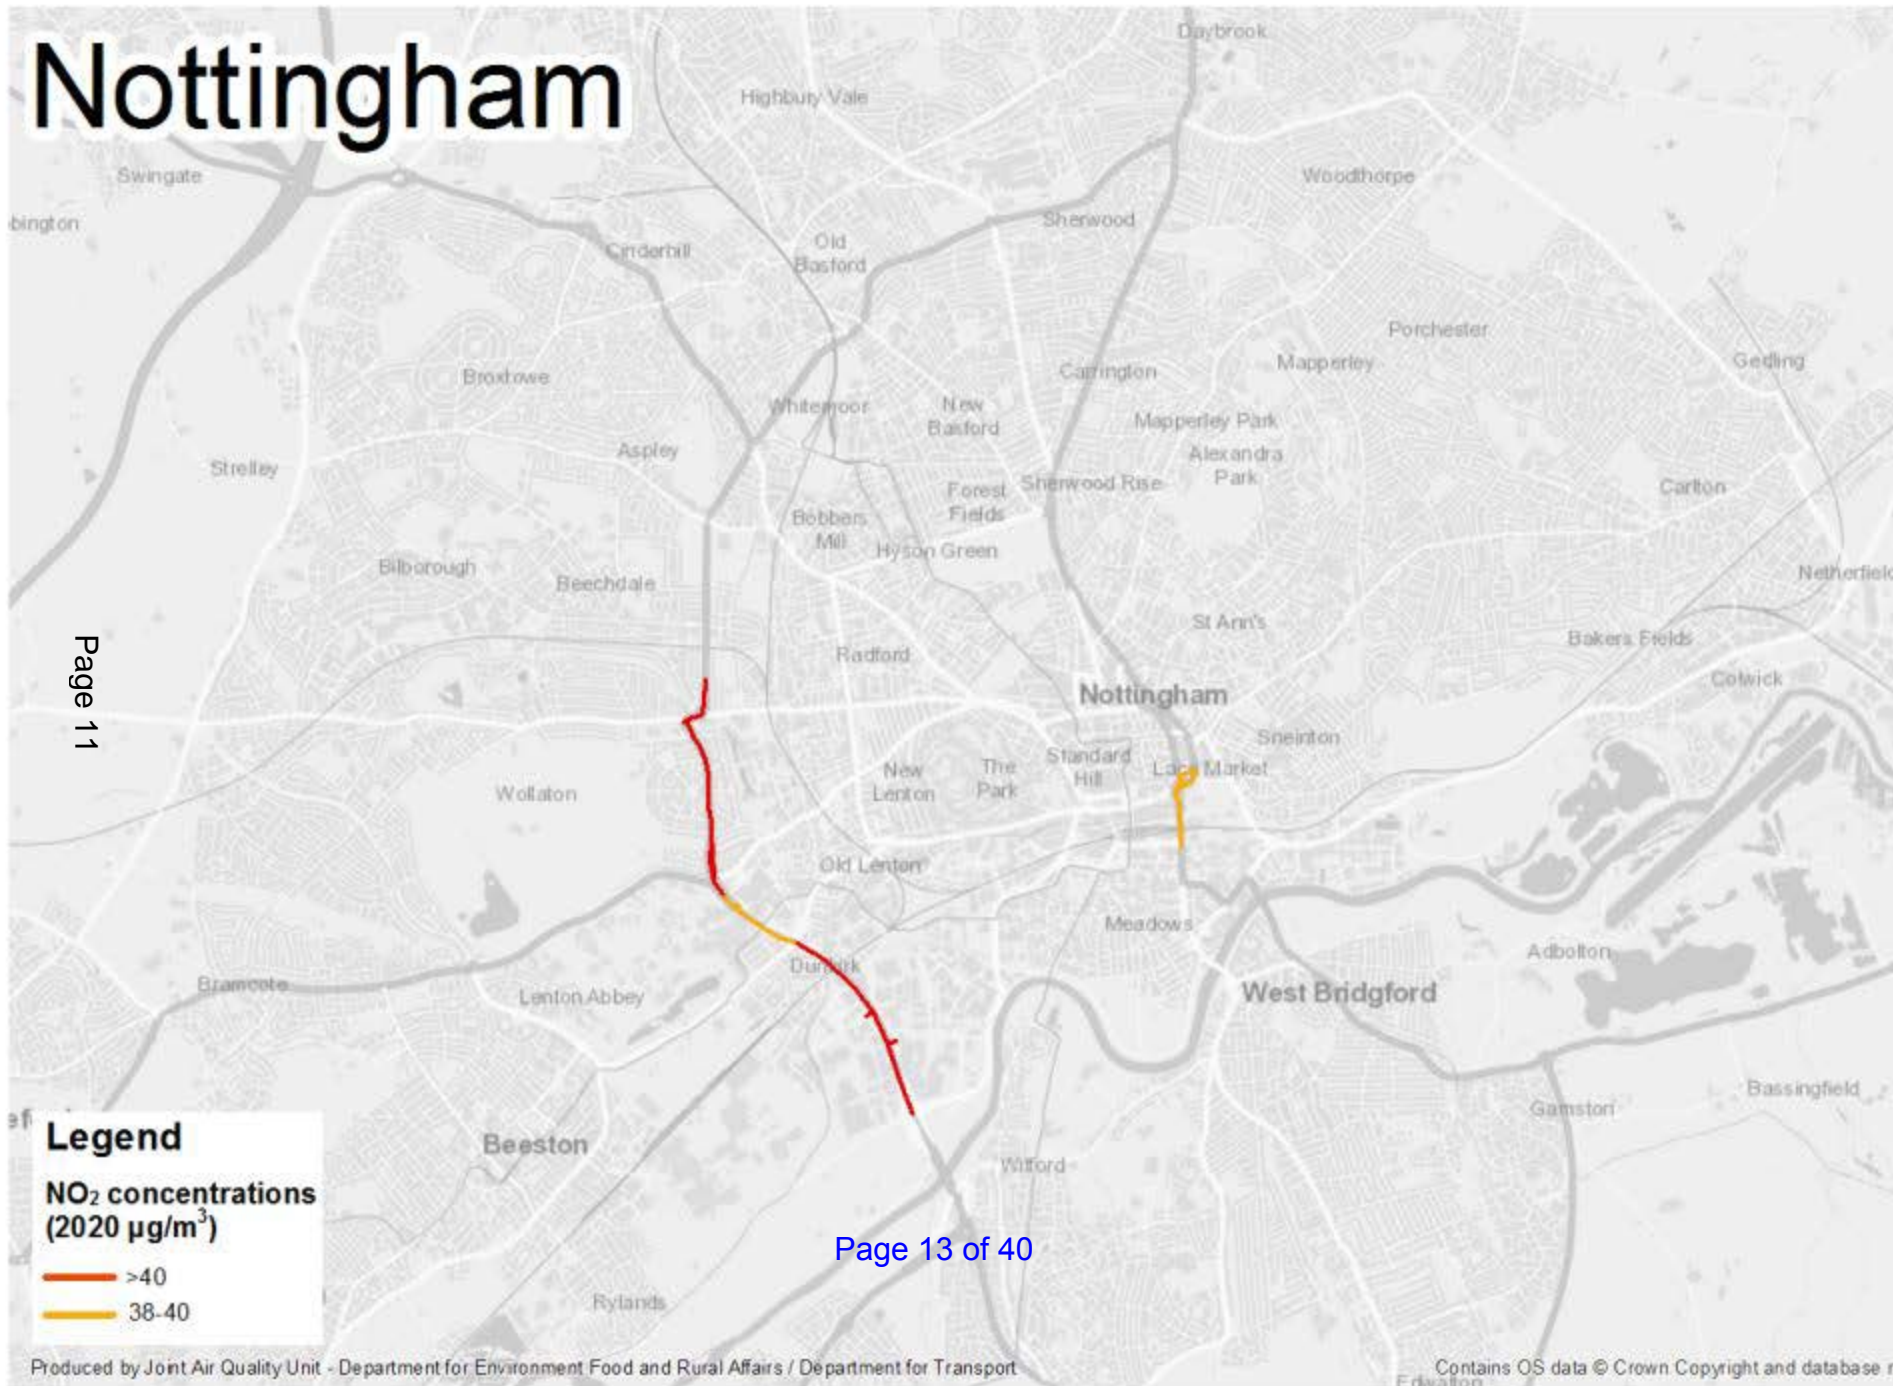 Nottingham
Daybrook
Highbury Vale
Swingate
Woodthorpe
bington
Sherwood
Old
Basford
Cinderhill
Porchester
Gedling
Mapperley
Carrington
Broxtowe
Whitemoor
New
Basford
Mapperley Park
Aspley
Alexandra
Park
Strelley
Sherwood Rise
Carlton
Forest
Fields
Bobbers
Mill
Hyson Green
Bilborough
Beechdale
Netherfield
St Ann's
Bakers Fields
Page 11
Radford
Colwick
Nottingham
Sneinton
Standard
Hill
Lace Market
New
Lenton
The
Park
Wollaton
Old Lenton
Meadows
Adbolton
Dunkirk
Bramcote
Lenton Abbey
West Bridgford
Bassingfield
Gamston
Beeston
Wilford
Legend
NO2 concentrations
(2020 µg/m3)
>40
38-40
Page 13 of 40
Rylands
Produced by Joint Air Quality Unit - Department for Environment Food and Rural Affairs / Department for Transport
Contains OS data © Crown Copyright and database r
Edwalton